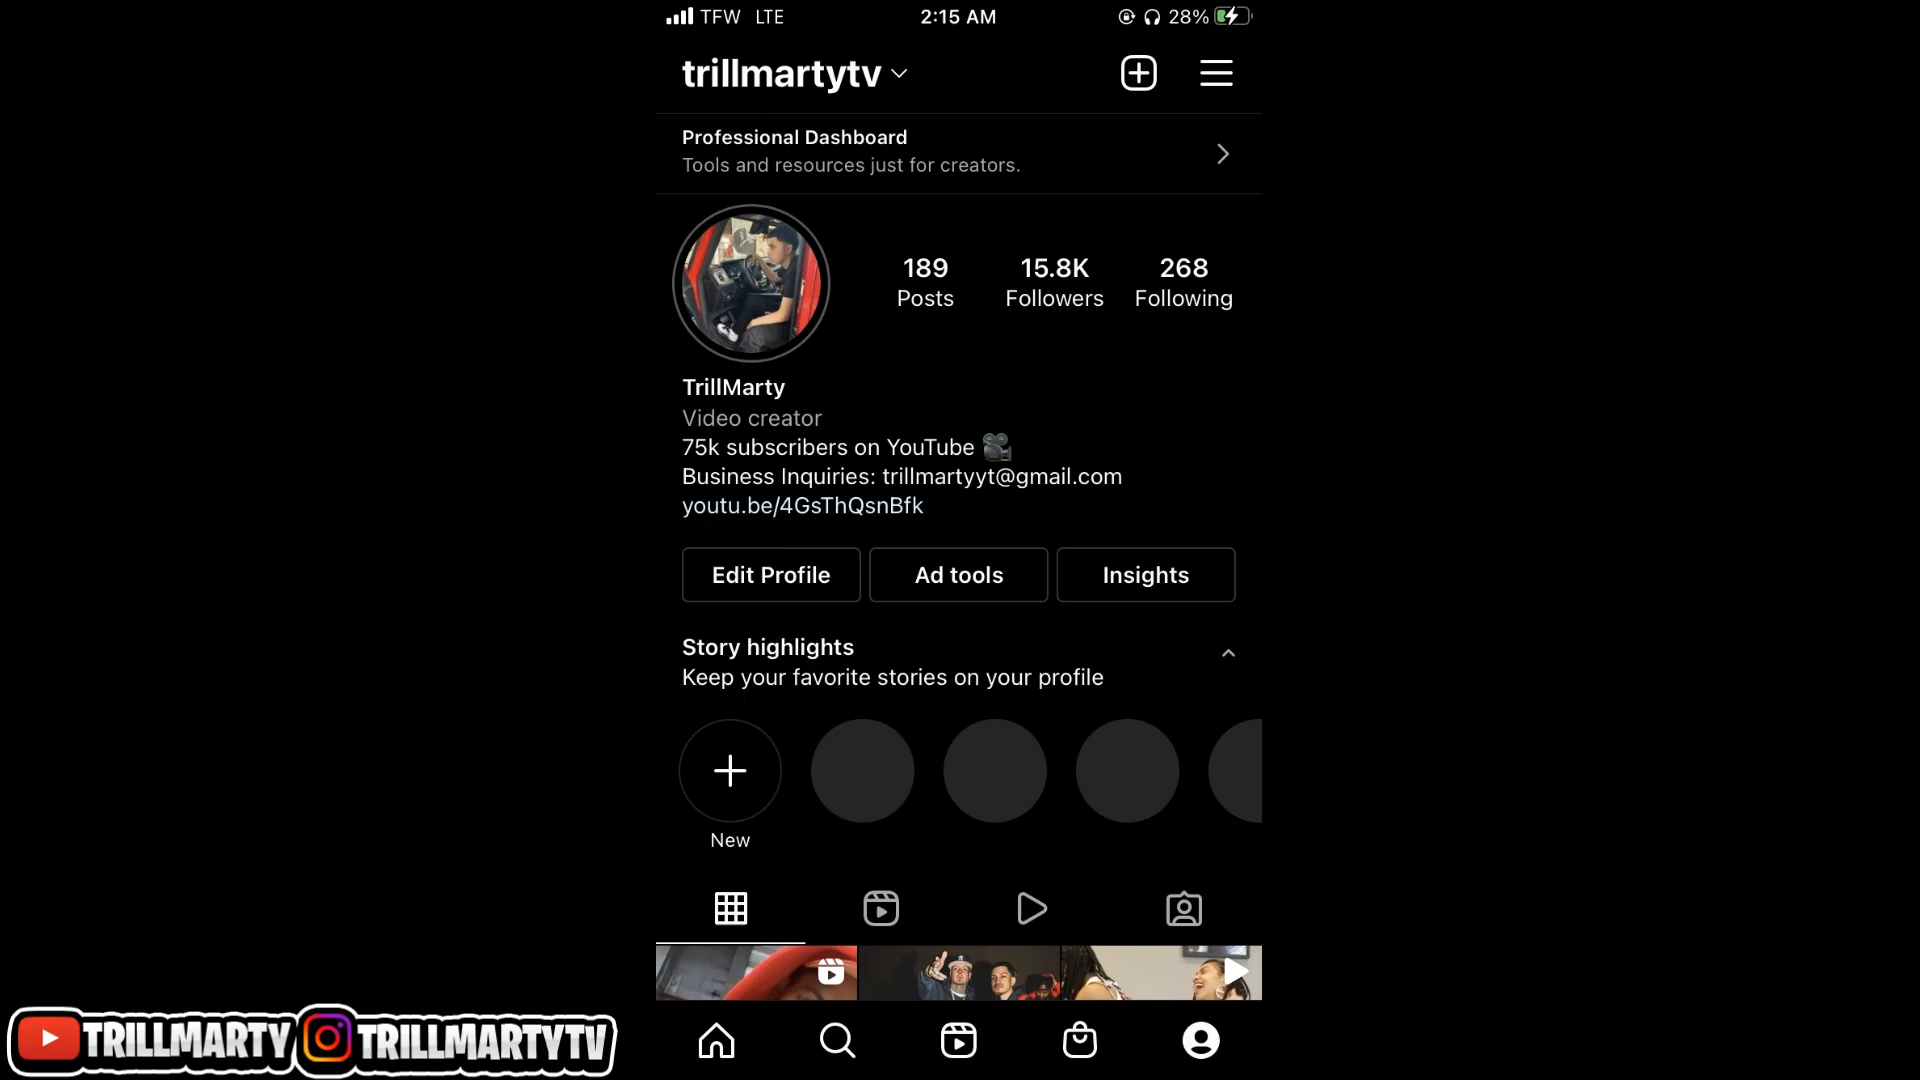 TFW LTE 2:15 AM 28%
trillmartytv
Professional Dashboard
Tools and resources just for creators.
189 15.8K 268
Posts Followers Following
TrillMarty
Video creator
75k subscribers on YouTube 🎥
Business Inquiries: trillmartyyt@gmail.com
youtu.be/4GsThQsnBfk
Edit Profile Ad tools Insights
Story highlights
Keep your favorite stories on your profile
New
TRILLMARTY TRILLMARTYTV